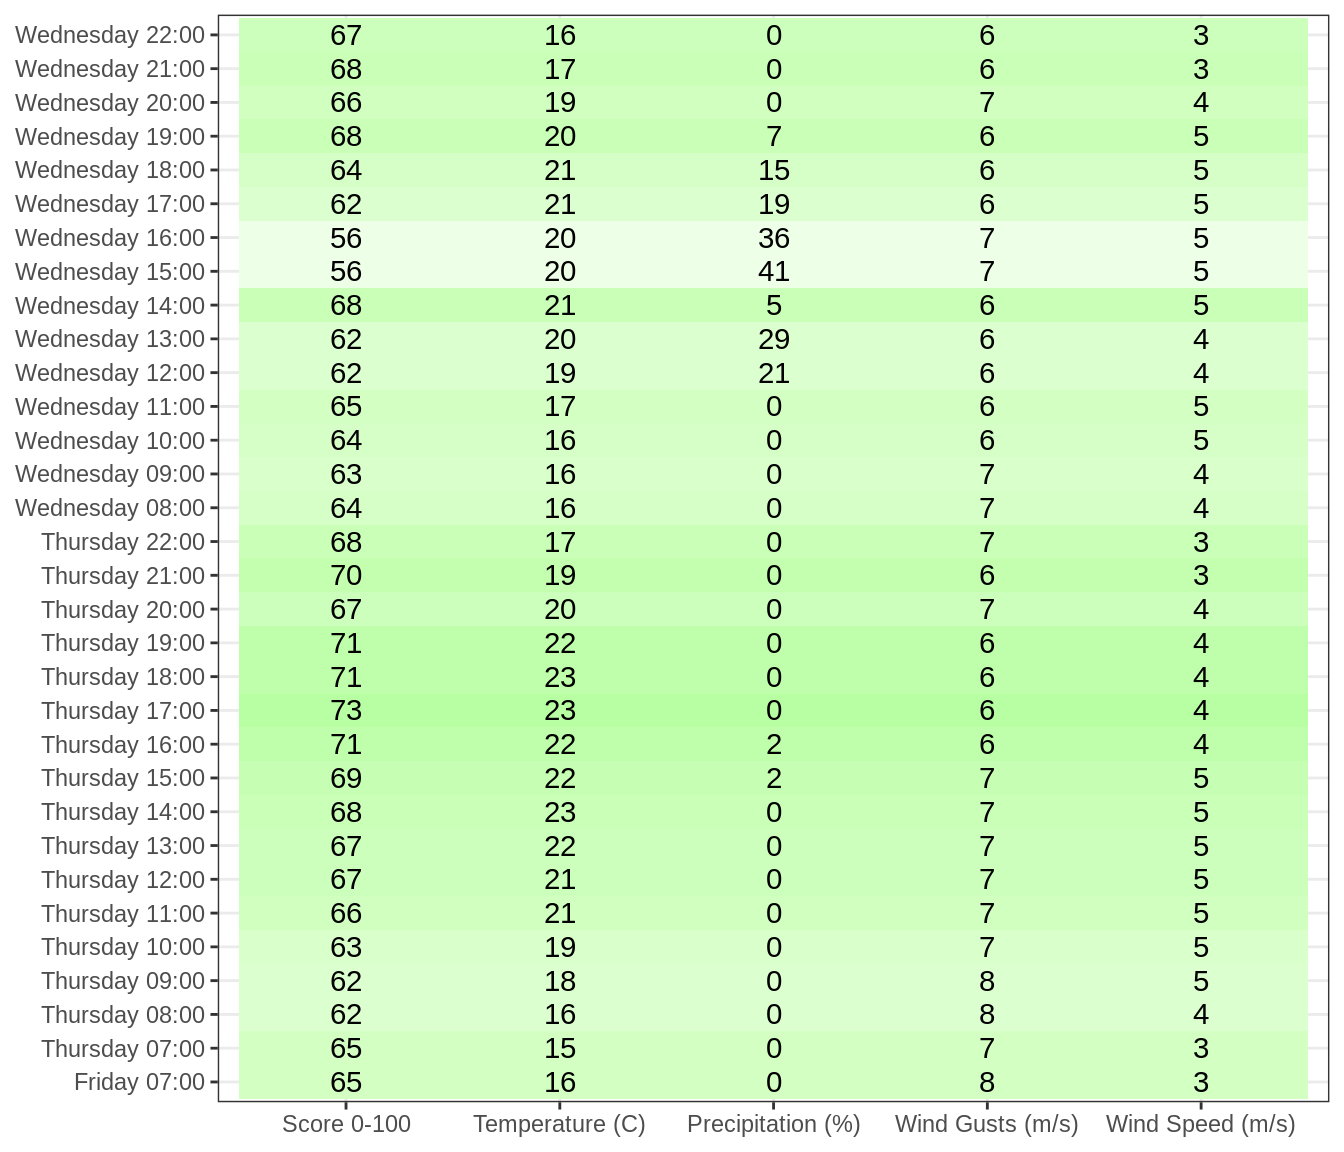 Wednesday 22:00 67 16 0 6 3
Wednesday 21:00 68 17 0 6 3
Wednesday 20:00 66 19 0 7 4
Wednesday 19:00 68 20 7 6 5
Wednesday 18:00 64 21 15 6 5
Wednesday 17:00 62 21 19 6 5
Wednesday 16:00 56 20 36 7 5
Wednesday 15:00 56 20 41 7 5
Wednesday 14:00 68 21 5 6 5
Wednesday 13:00 62 20 29 6 4
Wednesday 12:00 62 19 21 6 4
Wednesday 11:00 65 17 0 6 5
Wednesday 10:00 64 16 0 6 5
Wednesday 09:00 63 16 0 7 4
Wednesday 08:00 64 16 0 7 4
Thursday 22:00 68 17 0 7 3
Thursday 21:00 70 19 0 6 3
Thursday 20:00 67 20 0 7 4
Thursday 19:00 71 22 0 6 4
Thursday 18:00 71 23 0 6 4
Thursday 17:00 73 23 0 6 4
Thursday 16:00 71 22 2 6 4
Thursday 15:00 69 22 2 7 5
Thursday 14:00 68 23 0 7 5
Thursday 13:00 67 22 0 7 5
Thursday 12:00 67 21 0 7 5
Thursday 11:00 66 21 0 7 5
Thursday 10:00 63 19 0 7 5
Thursday 09:00 62 18 0 8 5
Thursday 08:00 62 16 0 8 4
Thursday 07:00 65 15 0 7 3
Friday 07:00 65 16 0 8 3
Score 0-100 Temperature (C) Precipitation (%) Wind Gusts (m/s) Wind Speed (m/s)